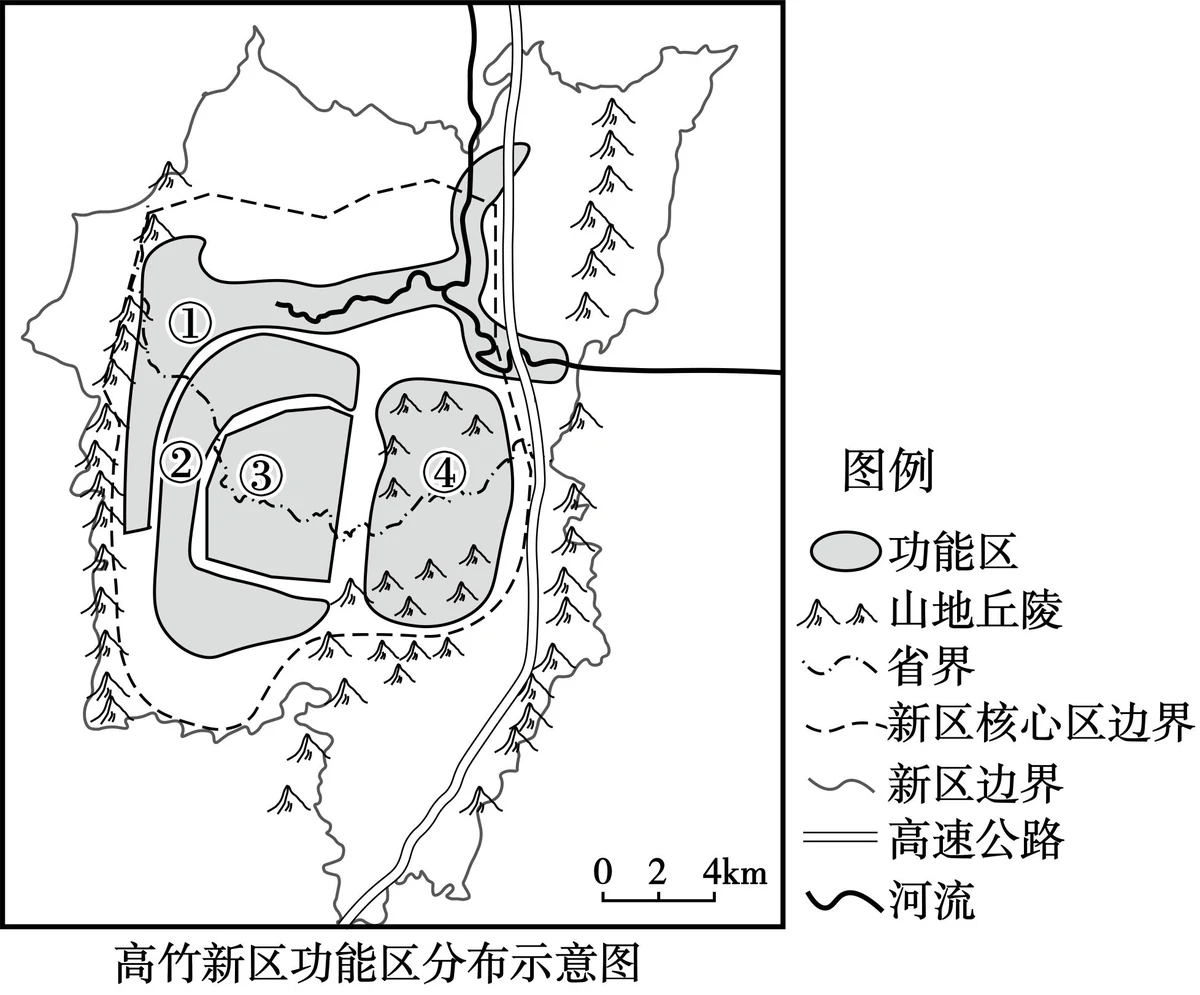 ①
②
③
④
0 2 4km
图例
功能区
山地丘陵
省界
新区核心区边界
新区边界
高速公路
河流
高竹新区功能区分布示意图